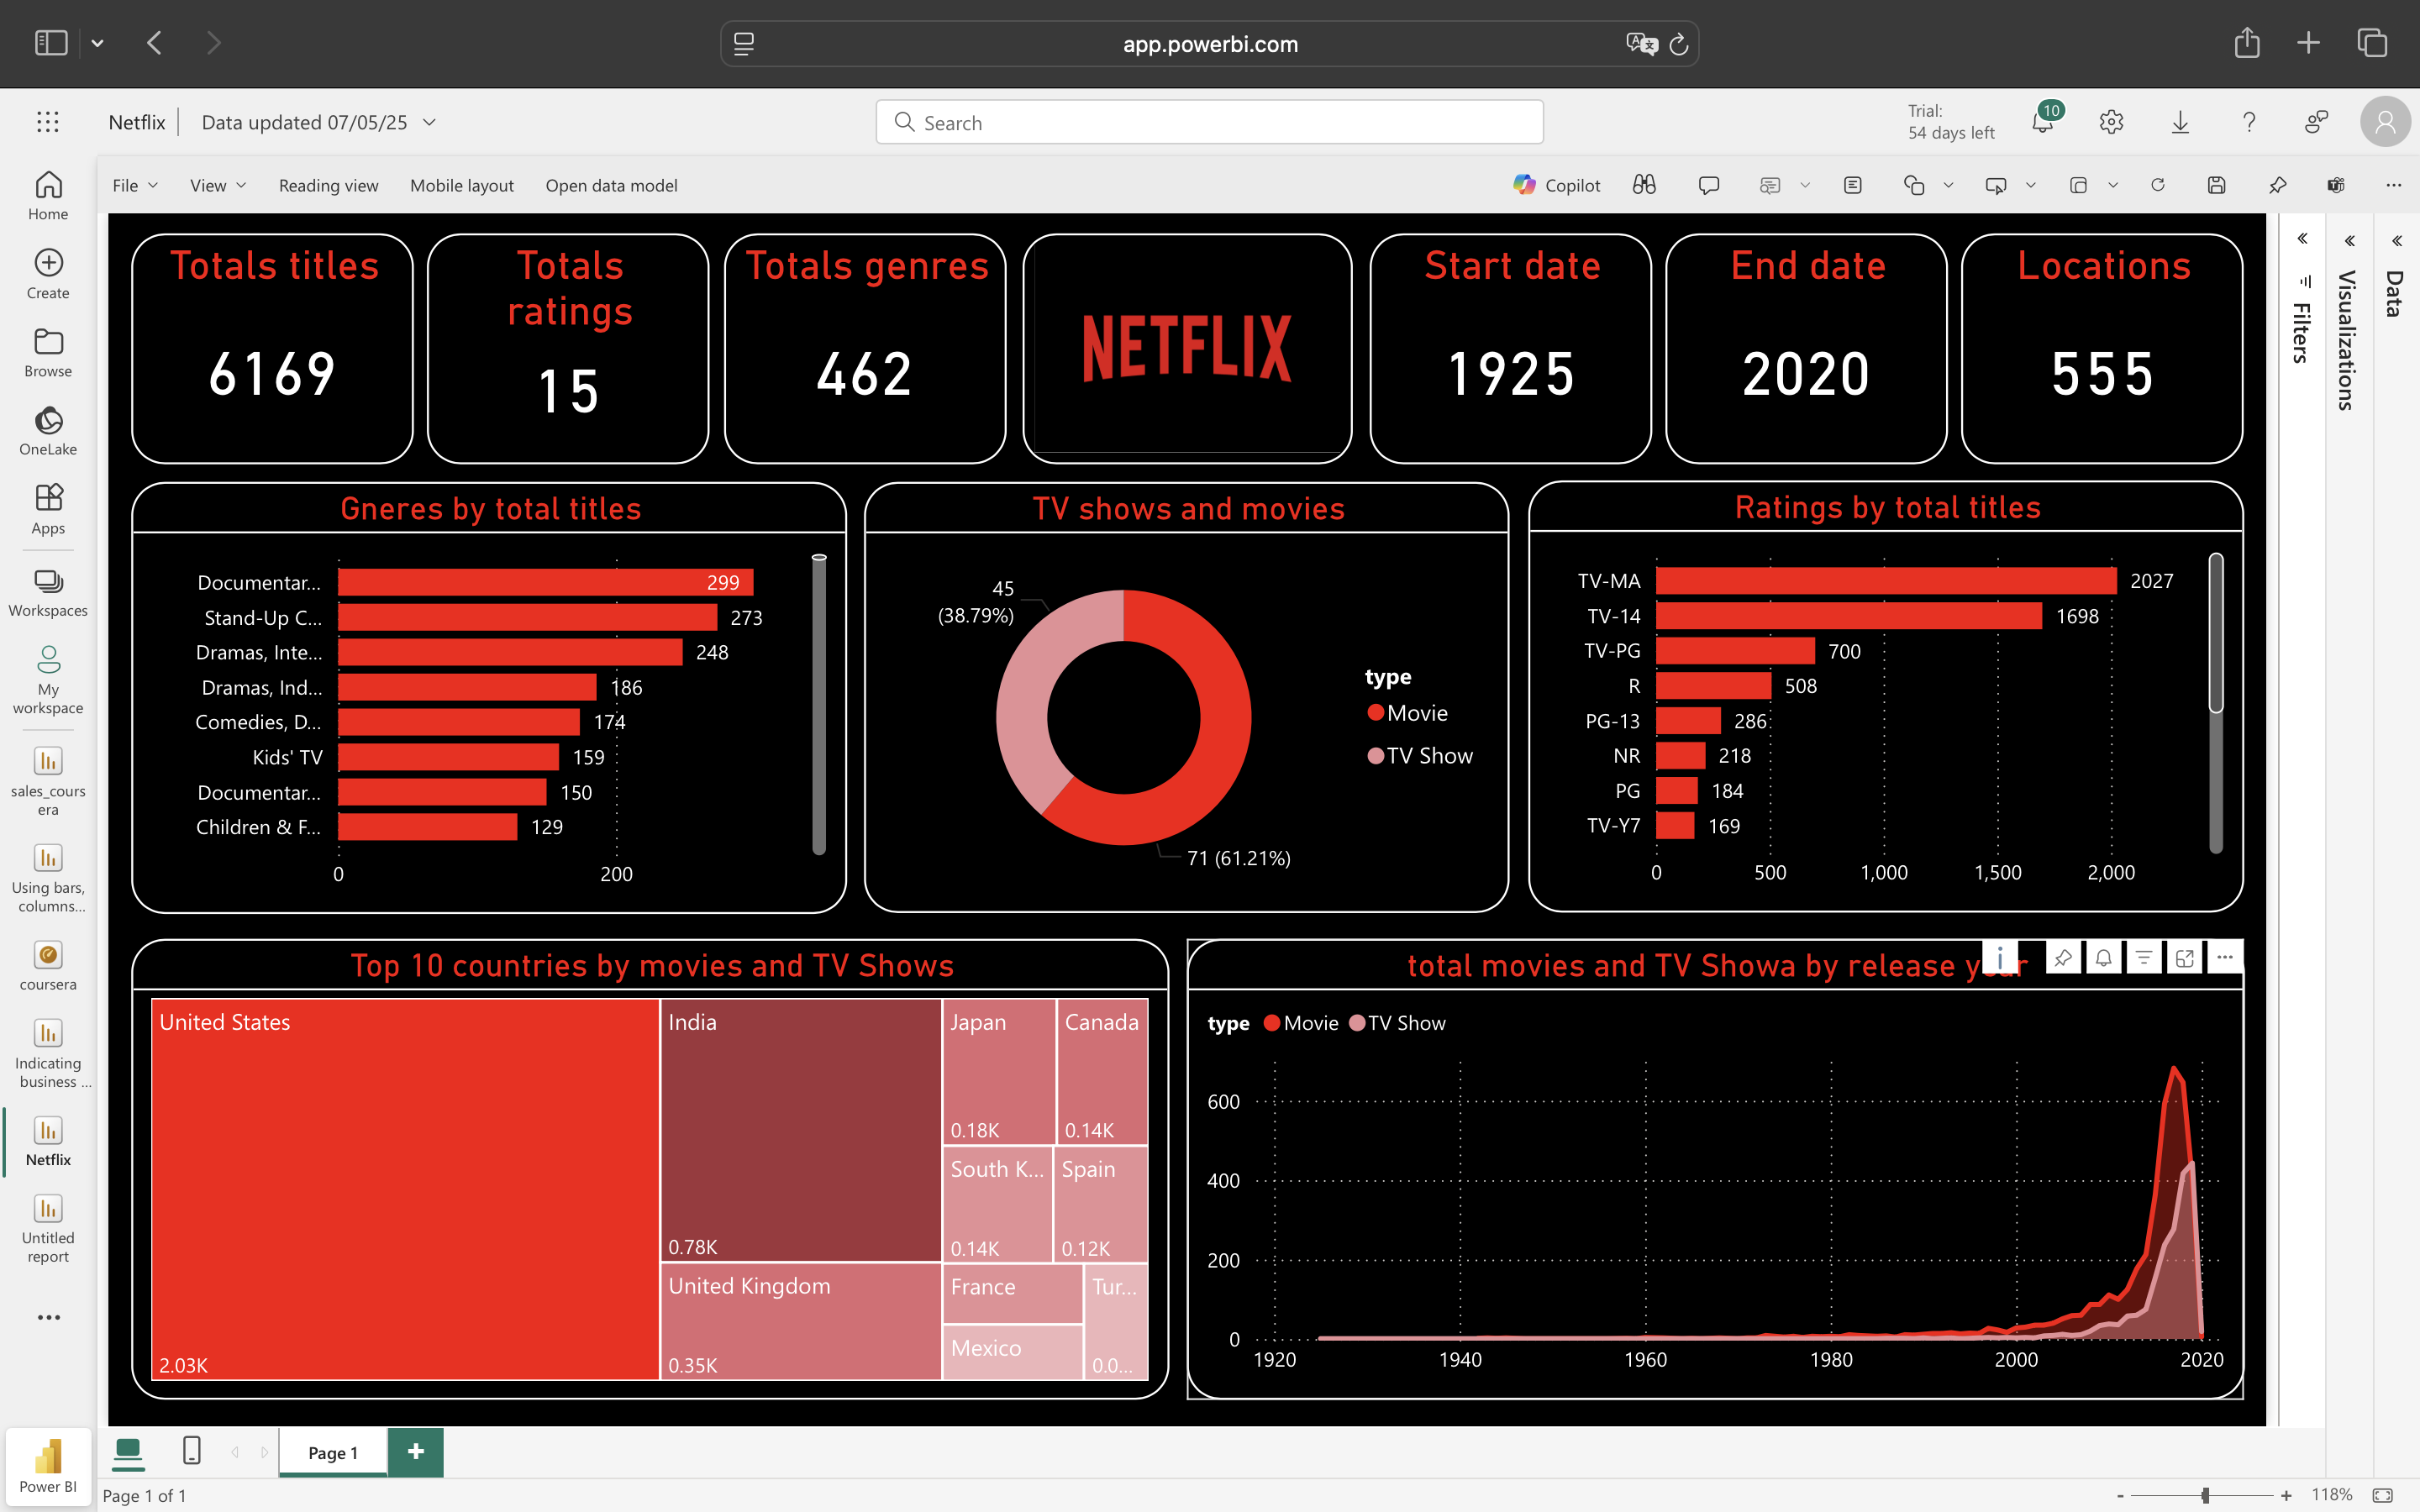 app.powerbi.com
Netflix
Data updated 07/05/25
Search
Trial:
54 days left
10
File
View
Reading view
Mobile layout
Open data model
Copilot
Home
Create
Browse
OneLake
Apps
Workspaces
My
workspace
sales_cours
era
Using bars,
columns...
coursera
Indicating
business ...
Netflix
Untitled
report
Power BI
Totals titles
6169
Totals
ratings
15
Totals genres
462
NETFLIX
Start date
1925
End date
2020
Locations
555
Filters
Visualizations
Data
Gneres by total titles
Documentar... 299
Stand-Up C... 273
Dramas, Inte... 248
Dramas, Ind... 186
Comedies, D... 174
Kids' TV 159
Documentar... 150
Children & F... 129
0 200
TV shows and movies
45
(38.79%)
71 (61.21%)
type
Movie
TV Show
Ratings by total titles
TV-MA 2027
TV-14 1698
TV-PG 700
R 508
PG-13 286
NR 218
PG 184
TV-Y7 169
0 500 1,000 1,500 2,000
Top 10 countries by movies and TV Shows
United States
2.03K
India
0.78K
United Kingdom
0.35K
Japan
0.18K
Canada
0.14K
South K...
0.14K
Spain
0.12K
France
Mexico
Tur...
0.0...
total movies and TV Showa by release year
type Movie TV Show
600
400
200
0
1920 1940 1960 1980 2000 2020
Page 1
Page 1 of 1
118%